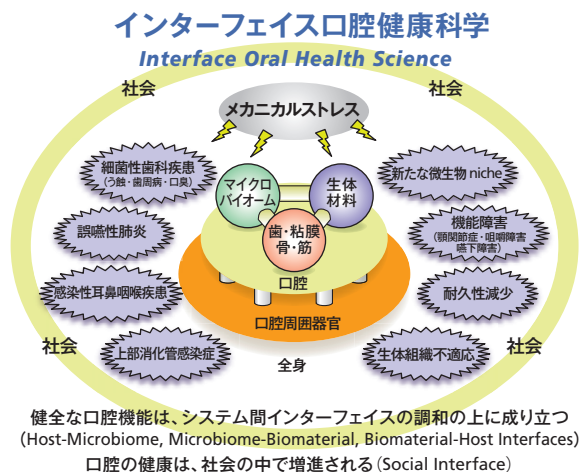 インターフェイス口腔健康科学
Interface Oral Health Science
社会
社会
メカニカルストレス
細菌性歯科疾患
(う蝕・歯周病・口臭)
マイクロ
バイオーム
生体
材料
新たな微生物 niche
誤嚥性肺炎
歯・粘膜
骨・筋
機能障害
(顎関節症・咀嚼障害
嚥下障害)
口腔
感染性耳鼻咽喉疾患
耐久性減少
口腔周囲器官
社会
社会
上部消化管感染症
全身
生体組織不適応
健全な口腔機能は、システム間インターフェイスの調和の上に成り立つ
(Host-Microbiome, Microbiome-Biomaterial, Biomaterial-Host Interfaces)
口腔の健康は、社会の中で増進される(Social Interface)